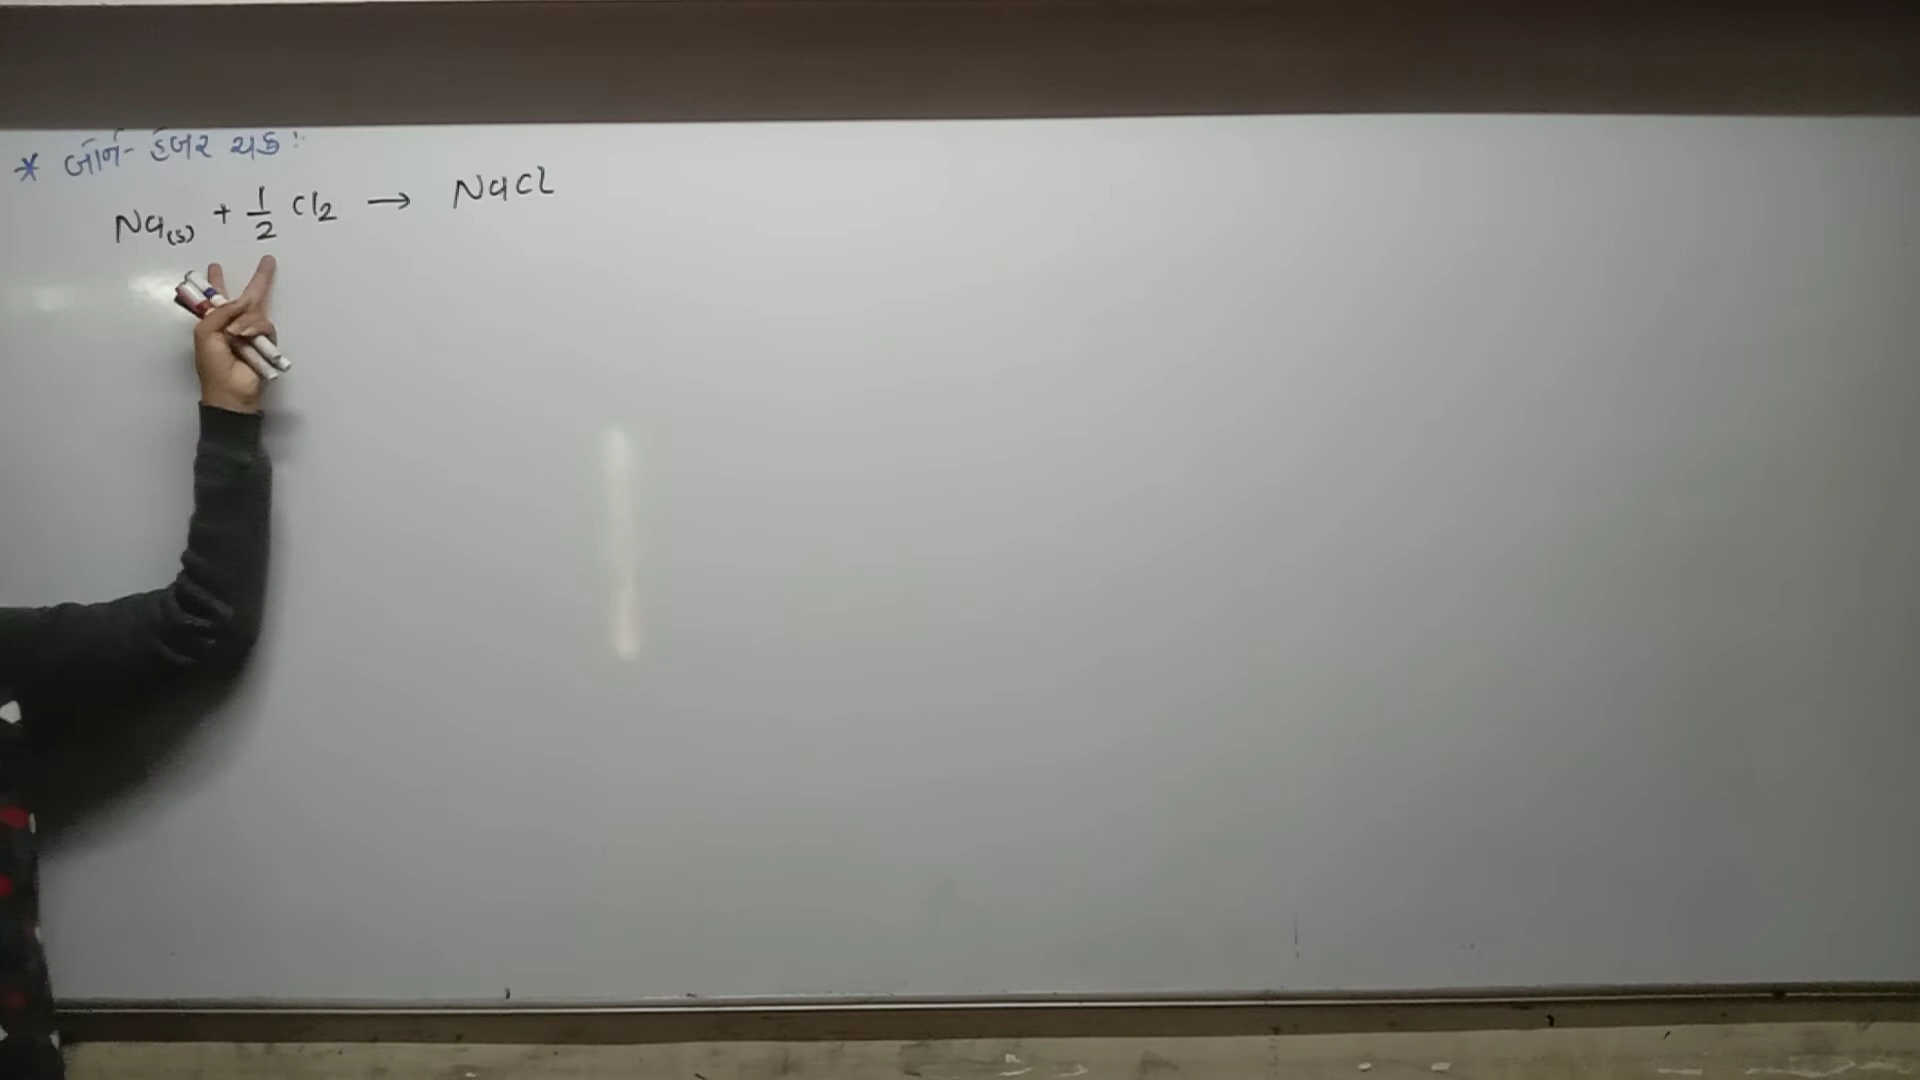 * બોર્ન- હેબર ચક્ર :
Na(s) + 1/2 Cl2 → NaCl